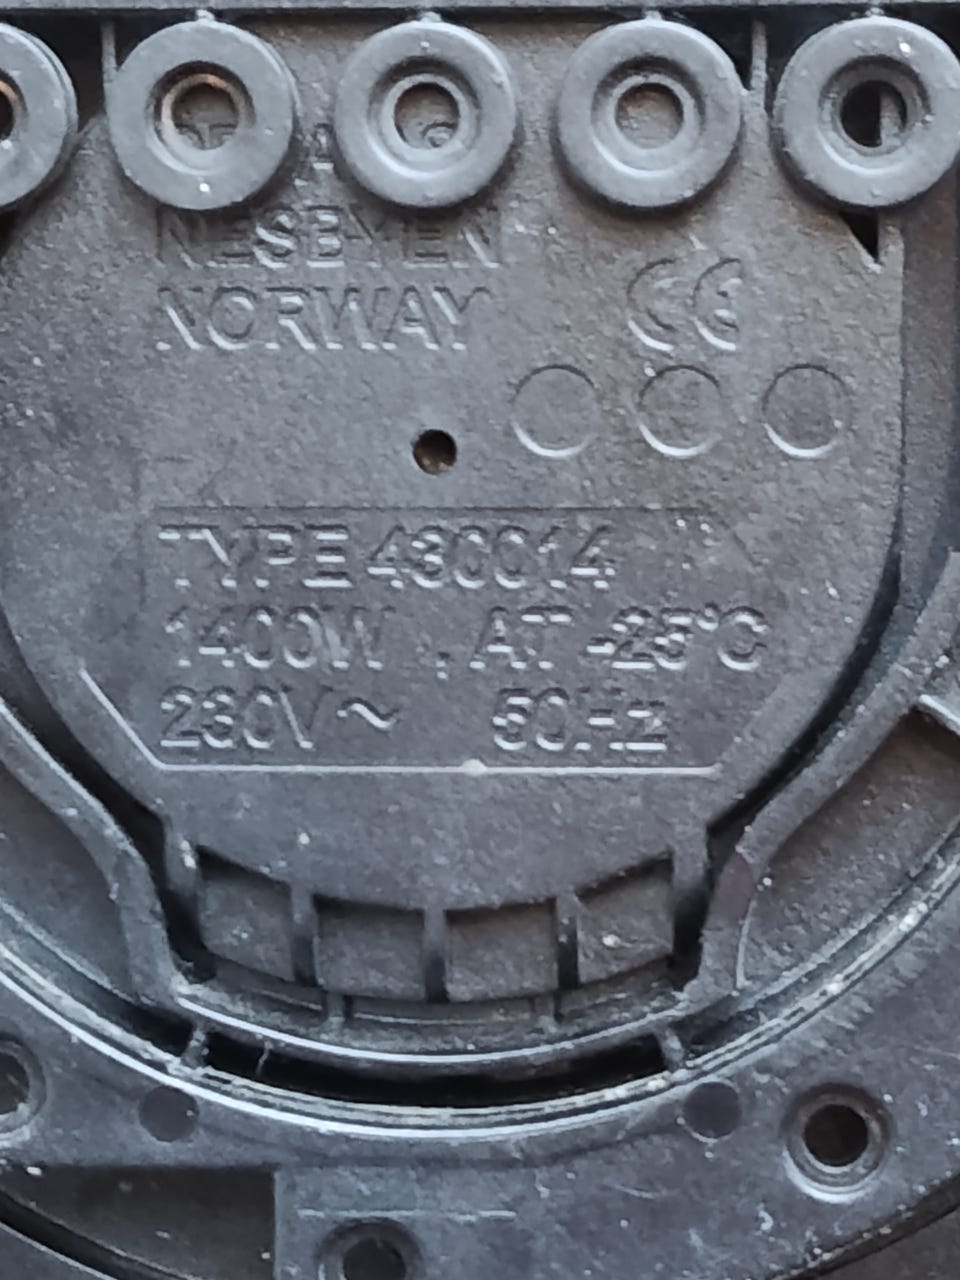 NESBYEN
NORWAY
CE
TYPE 430014
1400W, AT -25°C
230V~ 50Hz